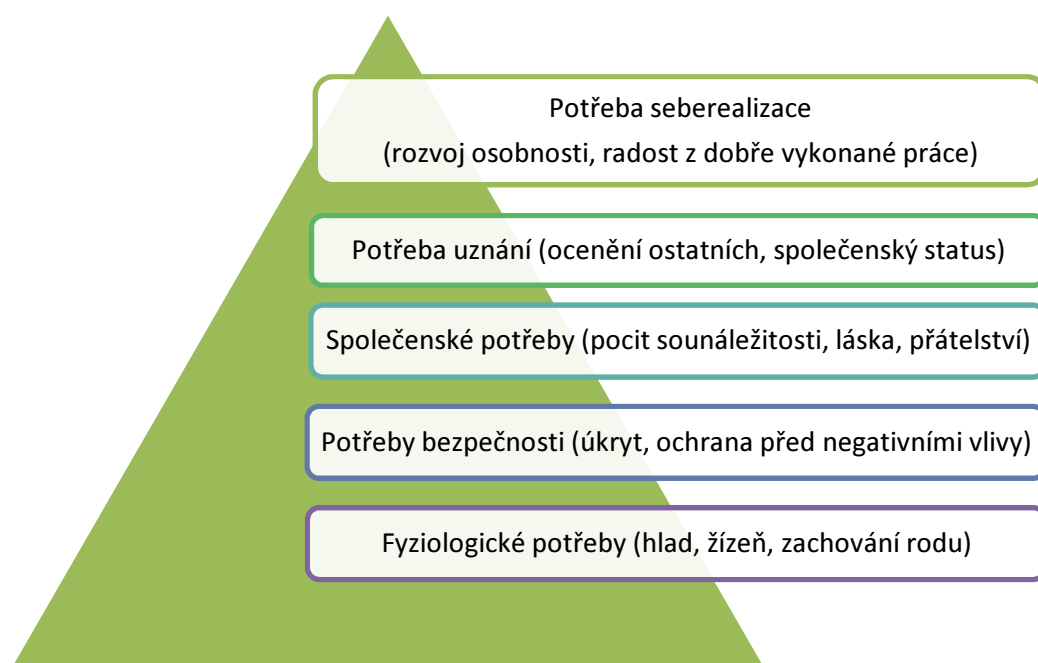 Potřeba seberealizace
(rozvoj osobnosti, radost z dobře vykonané práce)
Potřeba uznání (ocenění ostatních, společenský status)
Společenské potřeby (pocit sounáležitosti, láska, přátelství)
Potřeby bezpečnosti (úkryt, ochrana před negativními vlivy)
Fyziologické potřeby (hlad, žízeň, zachování rodu)